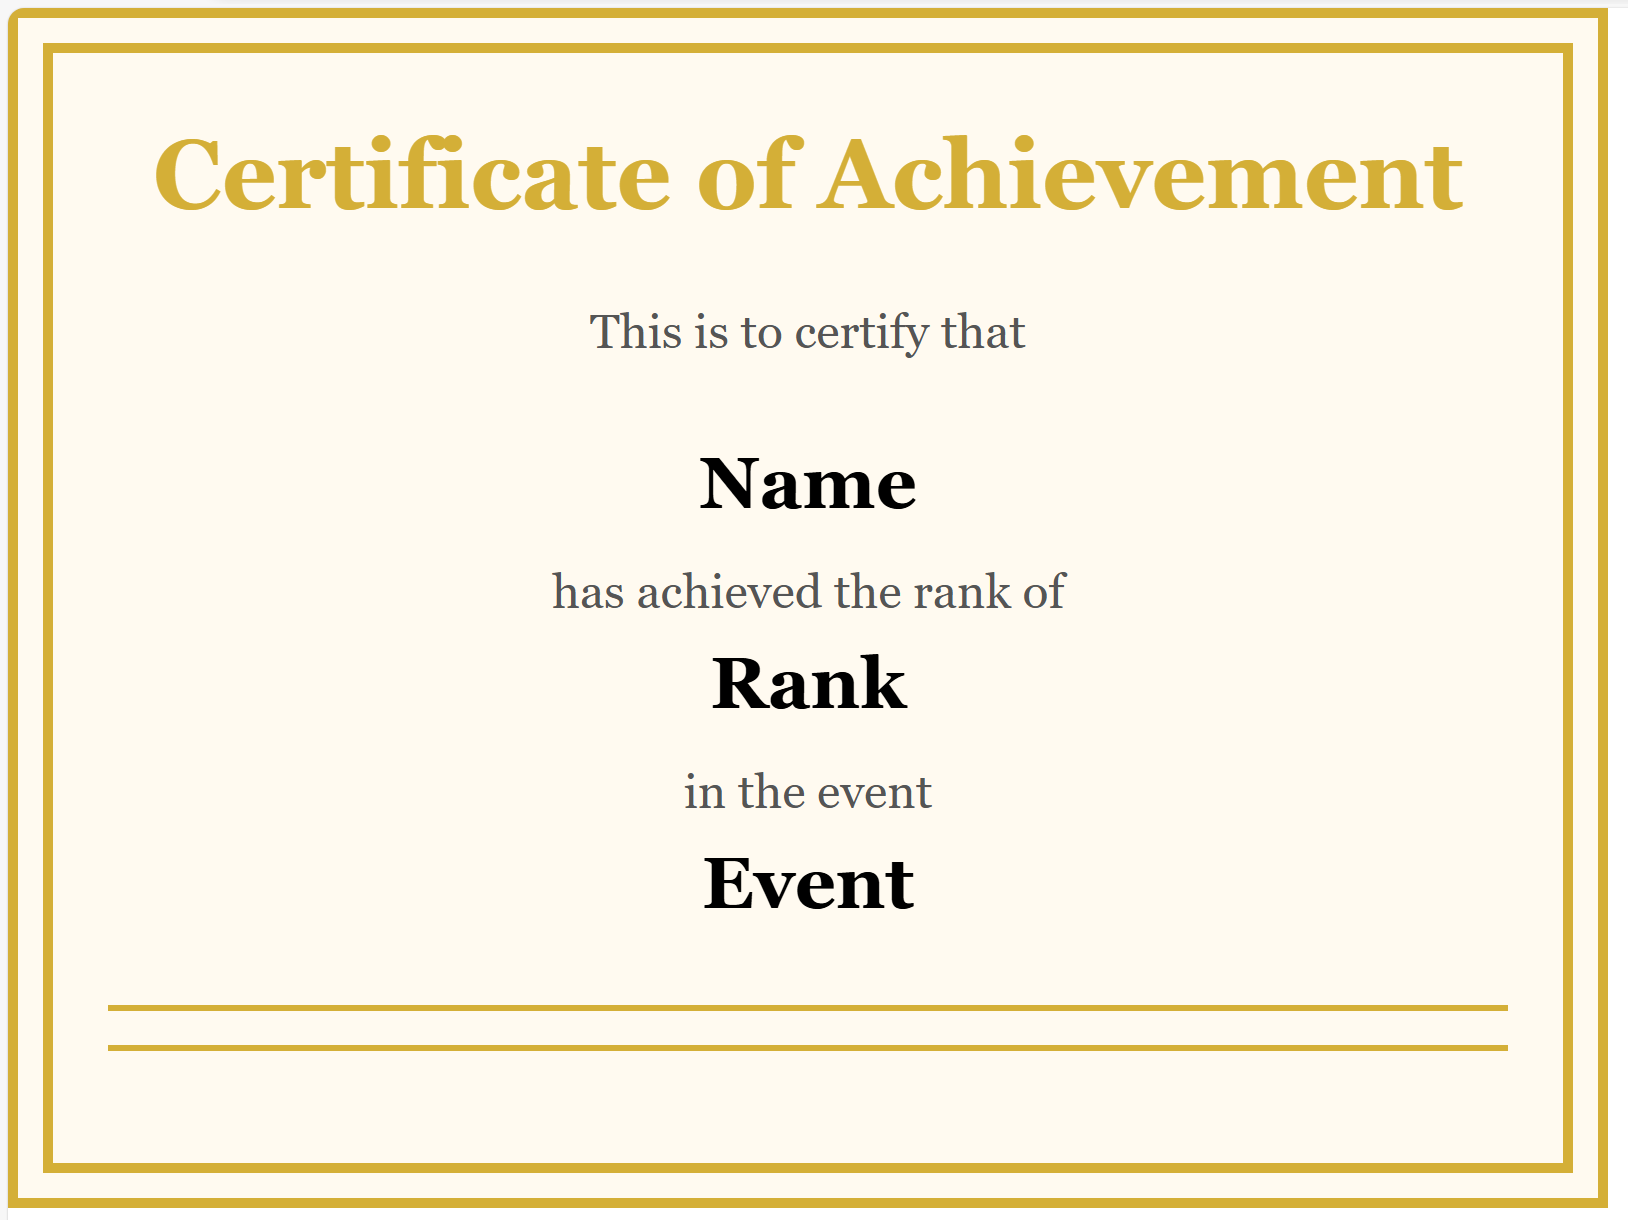 Certificate of Achievement
This is to certify that
Name
has achieved the rank of
Rank
in the event
Event